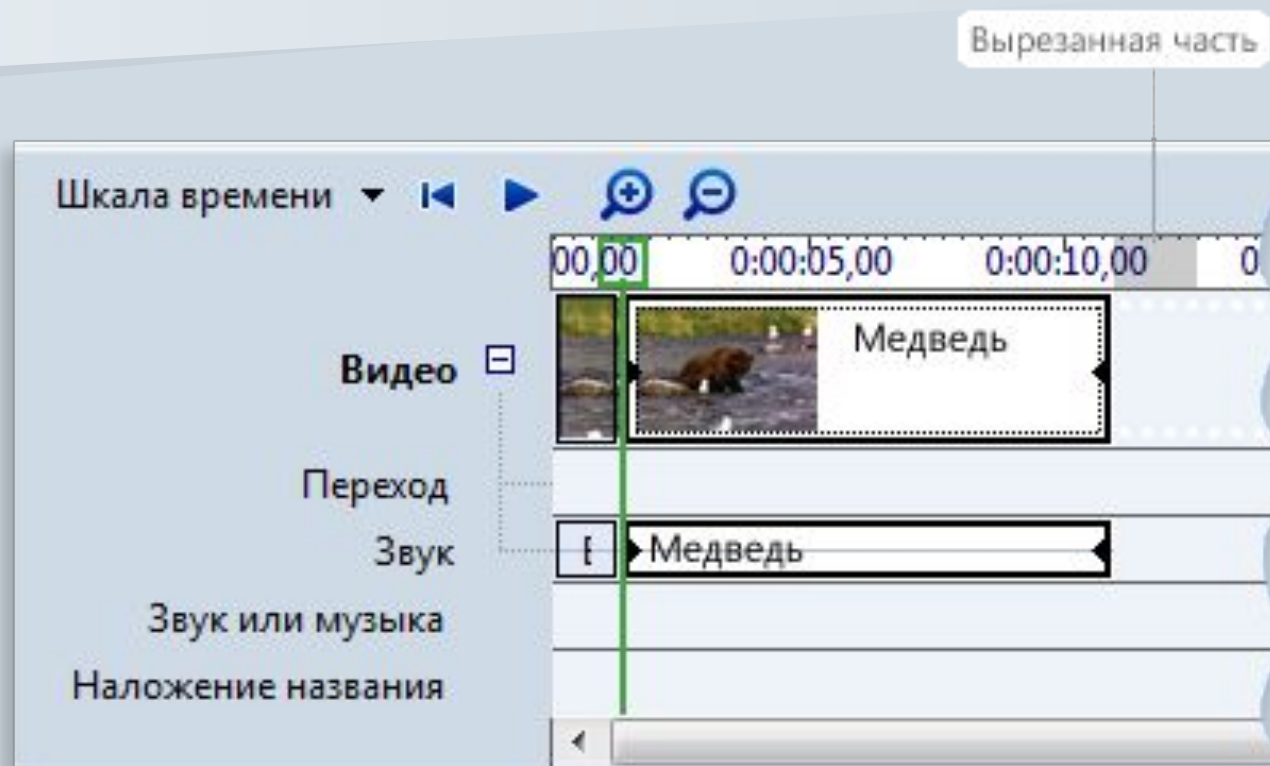 Вырезанная часть
Шкала времени
00,00 0:00:05,00 0:00:10,00 0
Видео
Медведь
Переход
Звук
Медведь
Звук или музыка
Наложение названия